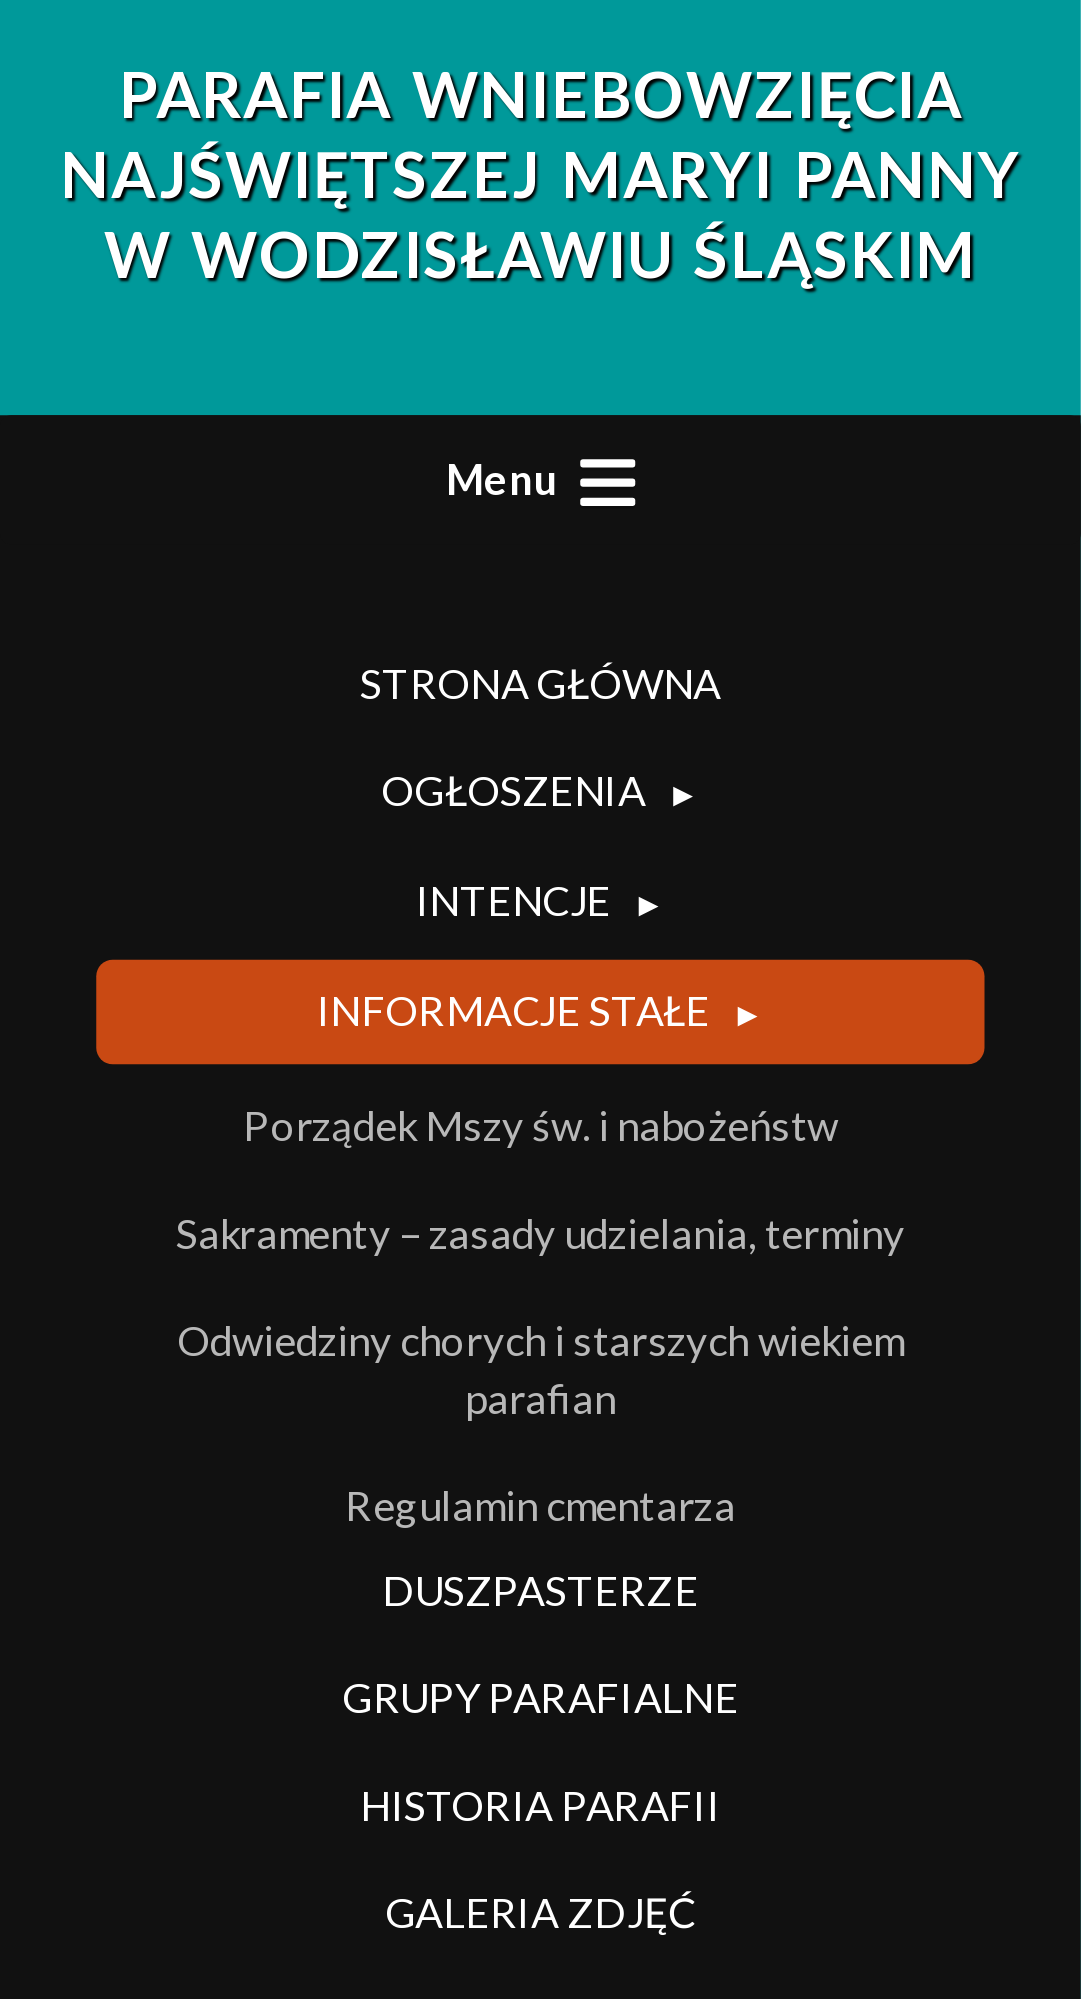 PARAFIA WNIEBOWZIĘCIA
NAJŚWIĘTSZEJ MARYI PANNY
W WODZISŁAWIU ŚLĄSKIM
Menu
STRONA GŁÓWNA
OGŁOSZENIA ▸
INTENCJE ▸
INFORMACJE STAŁE ▸
Porządek Mszy św. i nabożeństw
Sakramenty – zasady udzielania, terminy
Odwiedziny chorych i starszych wiekiem
parafian
Regulamin cmentarza
DUSZPASTERZE
GRUPY PARAFIALNE
HISTORIA PARAFII
GALERIA ZDJĘĆ